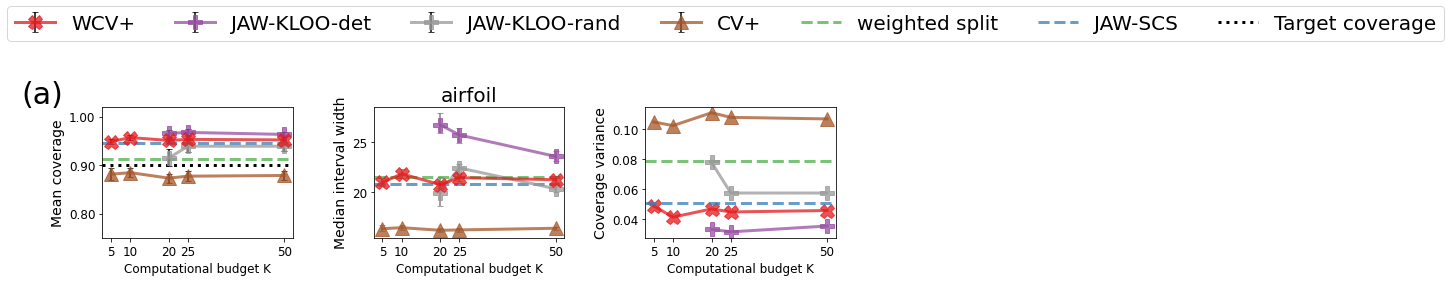 WCV+ JAW-KLOO-det JAW-KLOO-rand CV+ weighted split JAW-SCS Target coverage
(a)
airfoil
Mean coverage
1.00
0.90
0.80
5 10 20 25 50
Computational budget K
Median interval width
25
20
5 10 20 25 50
Computational budget K
Coverage variance
0.10
0.08
0.06
0.04
5 10 20 25 50
Computational budget K